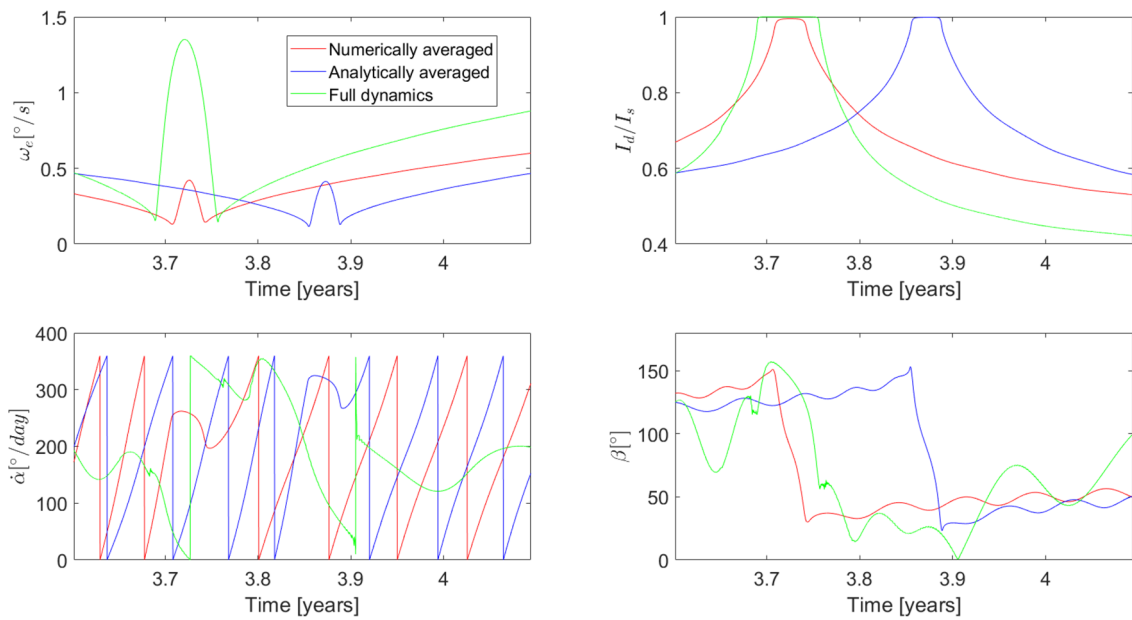 1.5
1
0.5
0
ω_e[°/s]
3.7 3.8 3.9 4
Time [years]
Numerically averaged
Analytically averaged
Full dynamics
1
0.8
0.6
0.4
I_d/I_s
3.7 3.8 3.9 4
Time [years]
400
300
200
100
0
α̇[°/day]
3.7 3.8 3.9 4
Time [years]
150
100
50
0
β[°]
3.7 3.8 3.9 4
Time [years]